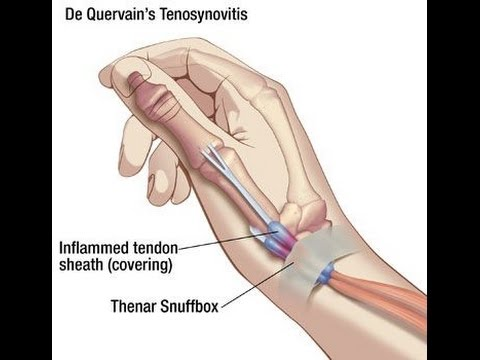 De Quervain's Tenosynovitis
Inflammed tendon
sheath (covering)
Thenar Snuffbox